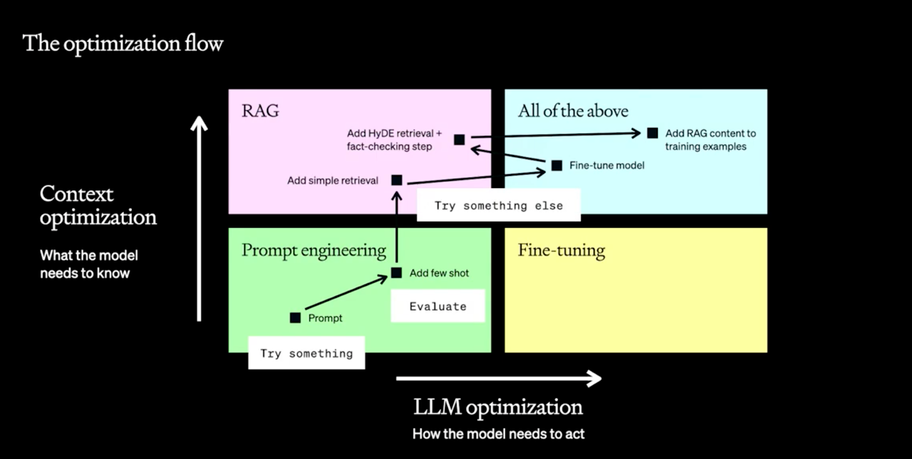 The optimization flow
RAG
All of the above
Add HyDE retrieval +
fact-checking step
Add RAG content to
training examples
Fine-tune model
Add simple retrieval
Try something else
Context
optimization
What the model
needs to know
Prompt engineering
Fine-tuning
Add few shot
Evaluate
Prompt
Try something
LLM optimization
How the model needs to act